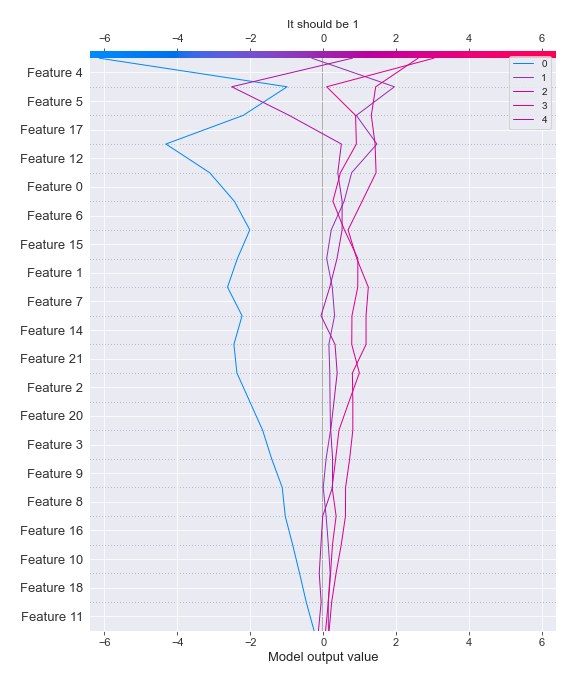 It should be 1
-6 -4 -2 0 2 4 6
0
1
2
3
4
Feature 4
Feature 5
Feature 17
Feature 12
Feature 0
Feature 6
Feature 15
Feature 1
Feature 7
Feature 14
Feature 21
Feature 2
Feature 20
Feature 3
Feature 9
Feature 8
Feature 16
Feature 10
Feature 18
Feature 11
-6 -4 -2 0 2 4 6
Model output value